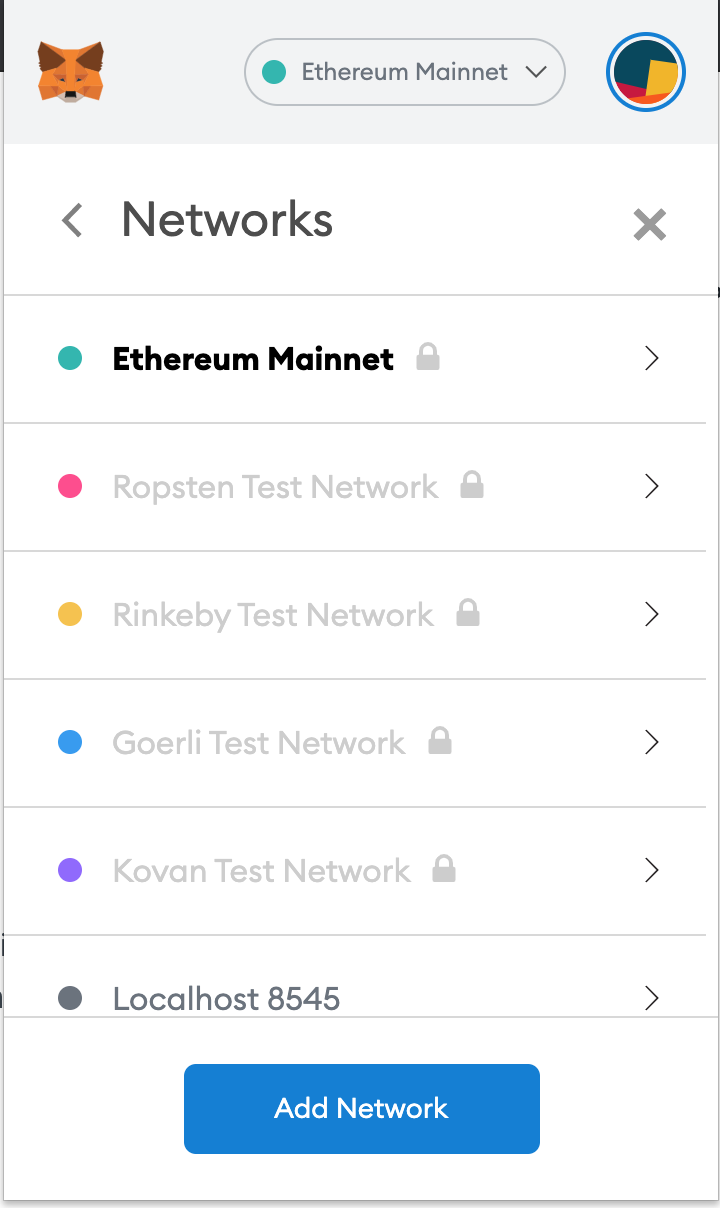 Ethereum Mainnet
Networks
Ethereum Mainnet
Ropsten Test Network
Rinkeby Test Network
Goerli Test Network
Kovan Test Network
Localhost 8545
Add Network